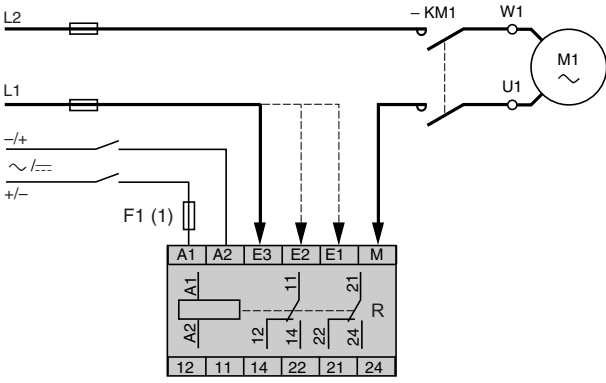 L2
– KM1
W1
M1
L1
U1
–/+
~ /⎓
+/–
F1 (1)
A1 A2 E3 E2 E1 M
A1
11
21
R
A2
12
14
22
24
12 11 14 22 21 24